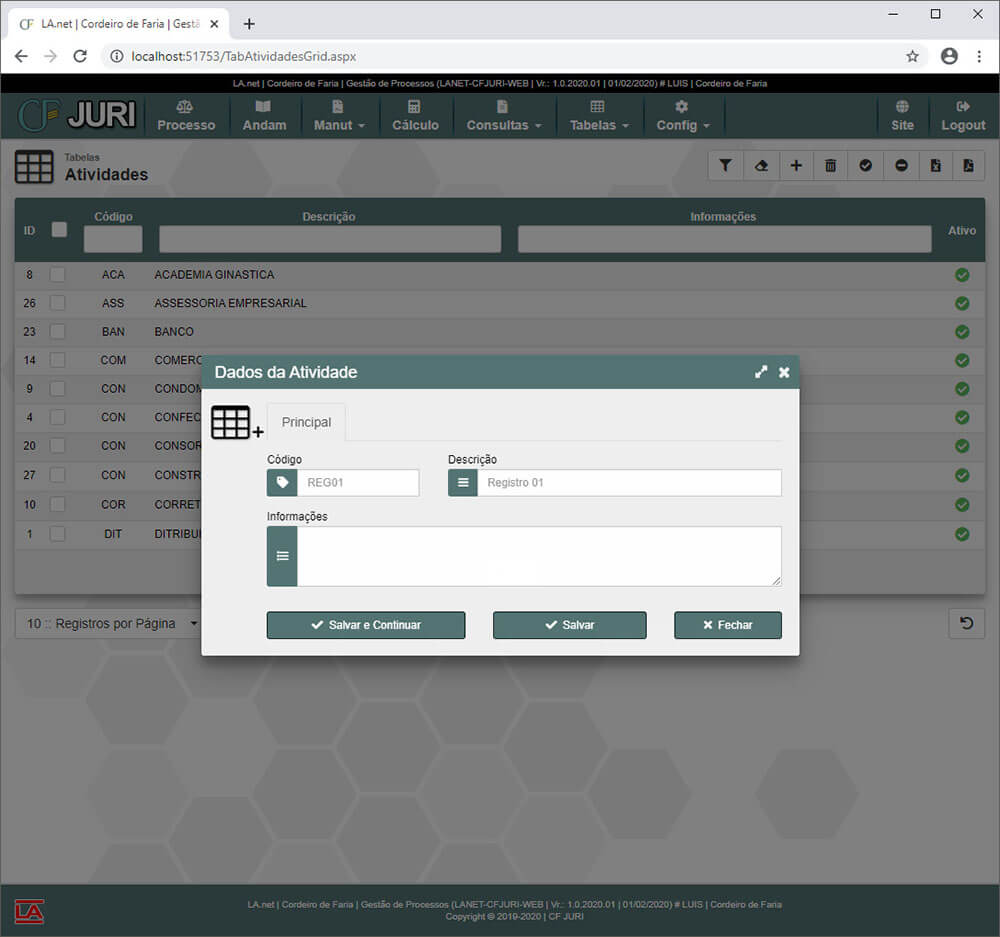 CF LA.net | Cordeiro de Faria | Gestã
localhost:51753/TabAtividadesGrid.aspx
LA.net | Cordeiro de Faria | Gestão de Processos (LANET-CFJURI-WEB | Vr.: 1.0.2020.01 | 01/02/2020) # LUIS | Cordeiro de Faria
CF JURI Processo Andam Manut Cálculo Consultas Tabelas Config Site Logout
Tabelas
Atividades
ID Código Descrição Informações Ativo
8 ACA ACADEMIA GINASTICA
26 ASS ASSESSORIA EMPRESARIAL
23 BAN BANCO
14 COM COMERC
9 CON CONDOM
4 CON CONFEC
20 CON CONSOR
27 CON CONSTR
10 COR CORRET
1 DIT DITRIBUI
Dados da Atividade
Principal
Código Descrição
REG01 Registro 01
Informações
Salvar e Continuar Salvar Fechar
10 :: Registros por Página
LA
LA.net | Cordeiro de Faria | Gestão de Processos (LANET-CFJURI-WEB | Vr.: 1.0.2020.01 | 01/02/2020) # LUIS | Cordeiro de Faria
Copyright © 2019-2020 | CF JURI